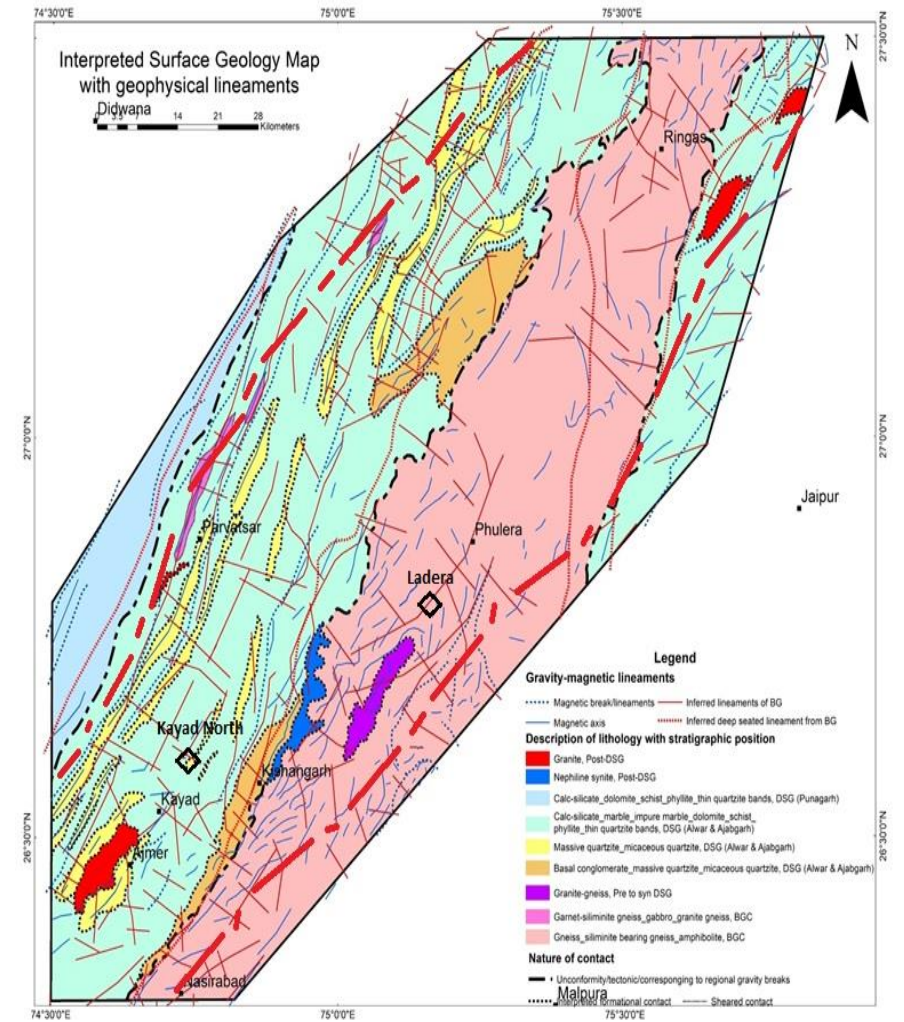 74°30'0"E
75°0'0"E
75°30'0"E
27°30'0"N
27°0'0"N
26°30'0"N
Interpreted Surface Geology Map
with geophysical lineaments
Didwana
14
21
28
Kilometers
N
27°30'0"N
27°0'0"N
26°30'0"N
Ringas
Jaipur
Parvatsar
Phulera
Ladera
Kayad North
Kishangarh
Kayad
Ajmer
Nasirabad
Malpura
Legend
Gravity-magnetic lineaments
Magnetic break/lineaments
Inferred lineaments of BG
Magnetic axis
Inferred deep seated lineament from BG
Description of lithology with stratigraphic position
Granite, Post-DSG
Nephiline synite, Post-DSG
Calc-silicate_dolomite_schist_phyllite_thin quartzite bands, DSG (Punagarh)
Calc-silicate_marble_impure marble_dolomite_schist_
phyllite_thin quartzite bands, DSG (Alwar & Ajabgarh)
Massive quartzite_micaceous quartzite, DSG (Alwar & Ajabgarh)
Basal conglomerate_massive quartzite_micaceous quartzite, DSG (Alwar & Ajabgarh)
Granite-gneiss, Pre to syn DSG
Garnet-siliminite gneiss_gabbro_granite gneiss, BGC
Gneiss_siliminite bearing gneiss_amphibolite, BGC
Nature of contact
Unconformity/tectonic/corresponging to regional gravity breaks
Interpreted formational contact
Sheared contact
74°30'0"E
75°0'0"E
75°30'0"E